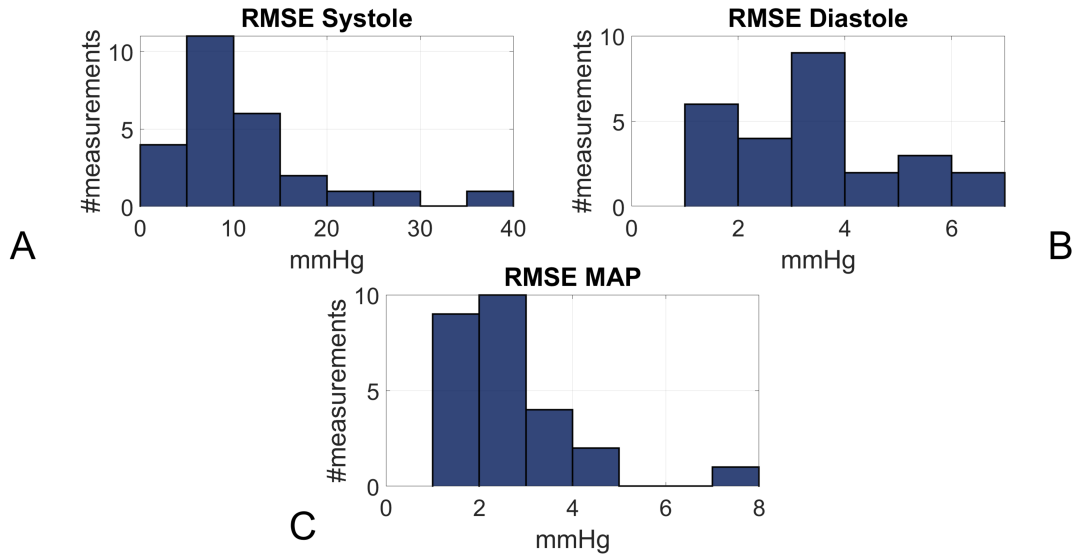 RMSE Systole
#measurements
10
5
0
0 10 20 30 40
mmHg
A
RMSE Diastole
#measurements
10
5
0
0 2 4 6
mmHg
B
RMSE MAP
#measurements
10
5
0
0 2 4 6 8
mmHg
C